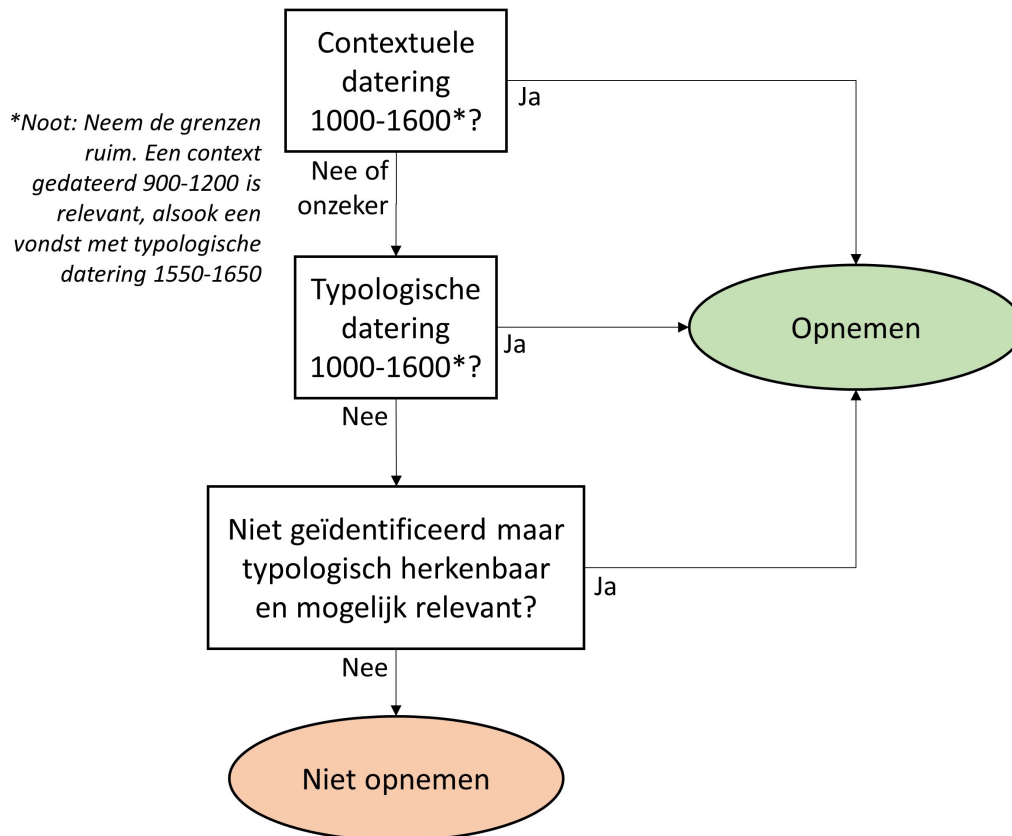 Contextuele
datering
1000-1600*?
Ja
*Noot: Neem de grenzen
ruim. Een context
gedateerd 900-1200 is
relevant, alsook een
vondst met typologische
datering 1550-1650
Nee of
onzeker
Typologische
datering
1000-1600*?
Ja
Opnemen
Nee
Niet geïdentificeerd maar
typologisch herkenbaar
en mogelijk relevant?
Ja
Nee
Niet opnemen